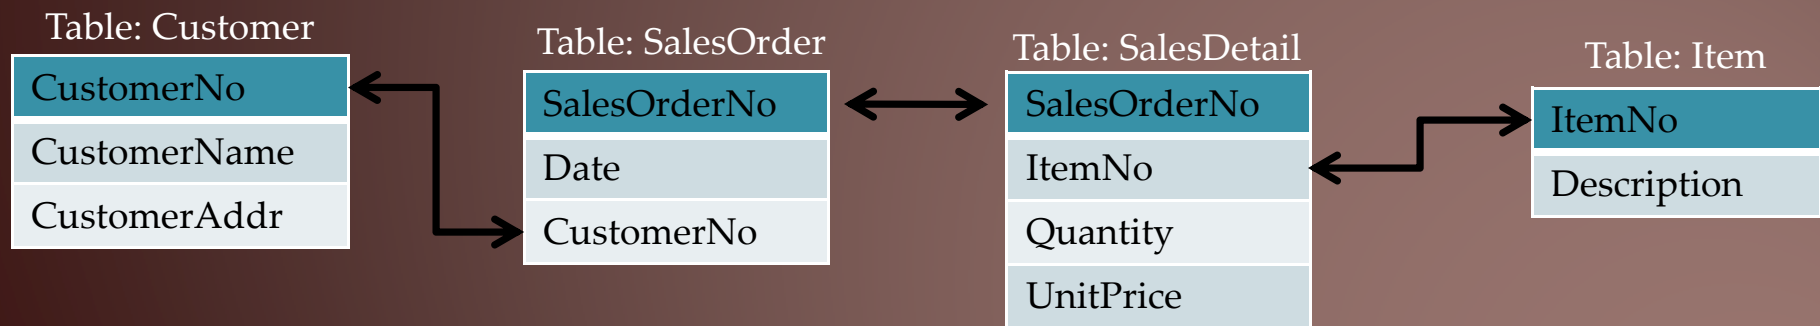 Table: Customer
CustomerNo
CustomerName
CustomerAddr
Table: SalesOrder
SalesOrderNo
Date
CustomerNo
Table: SalesDetail
SalesOrderNo
ItemNo
Quantity
UnitPrice
Table: Item
ItemNo
Description